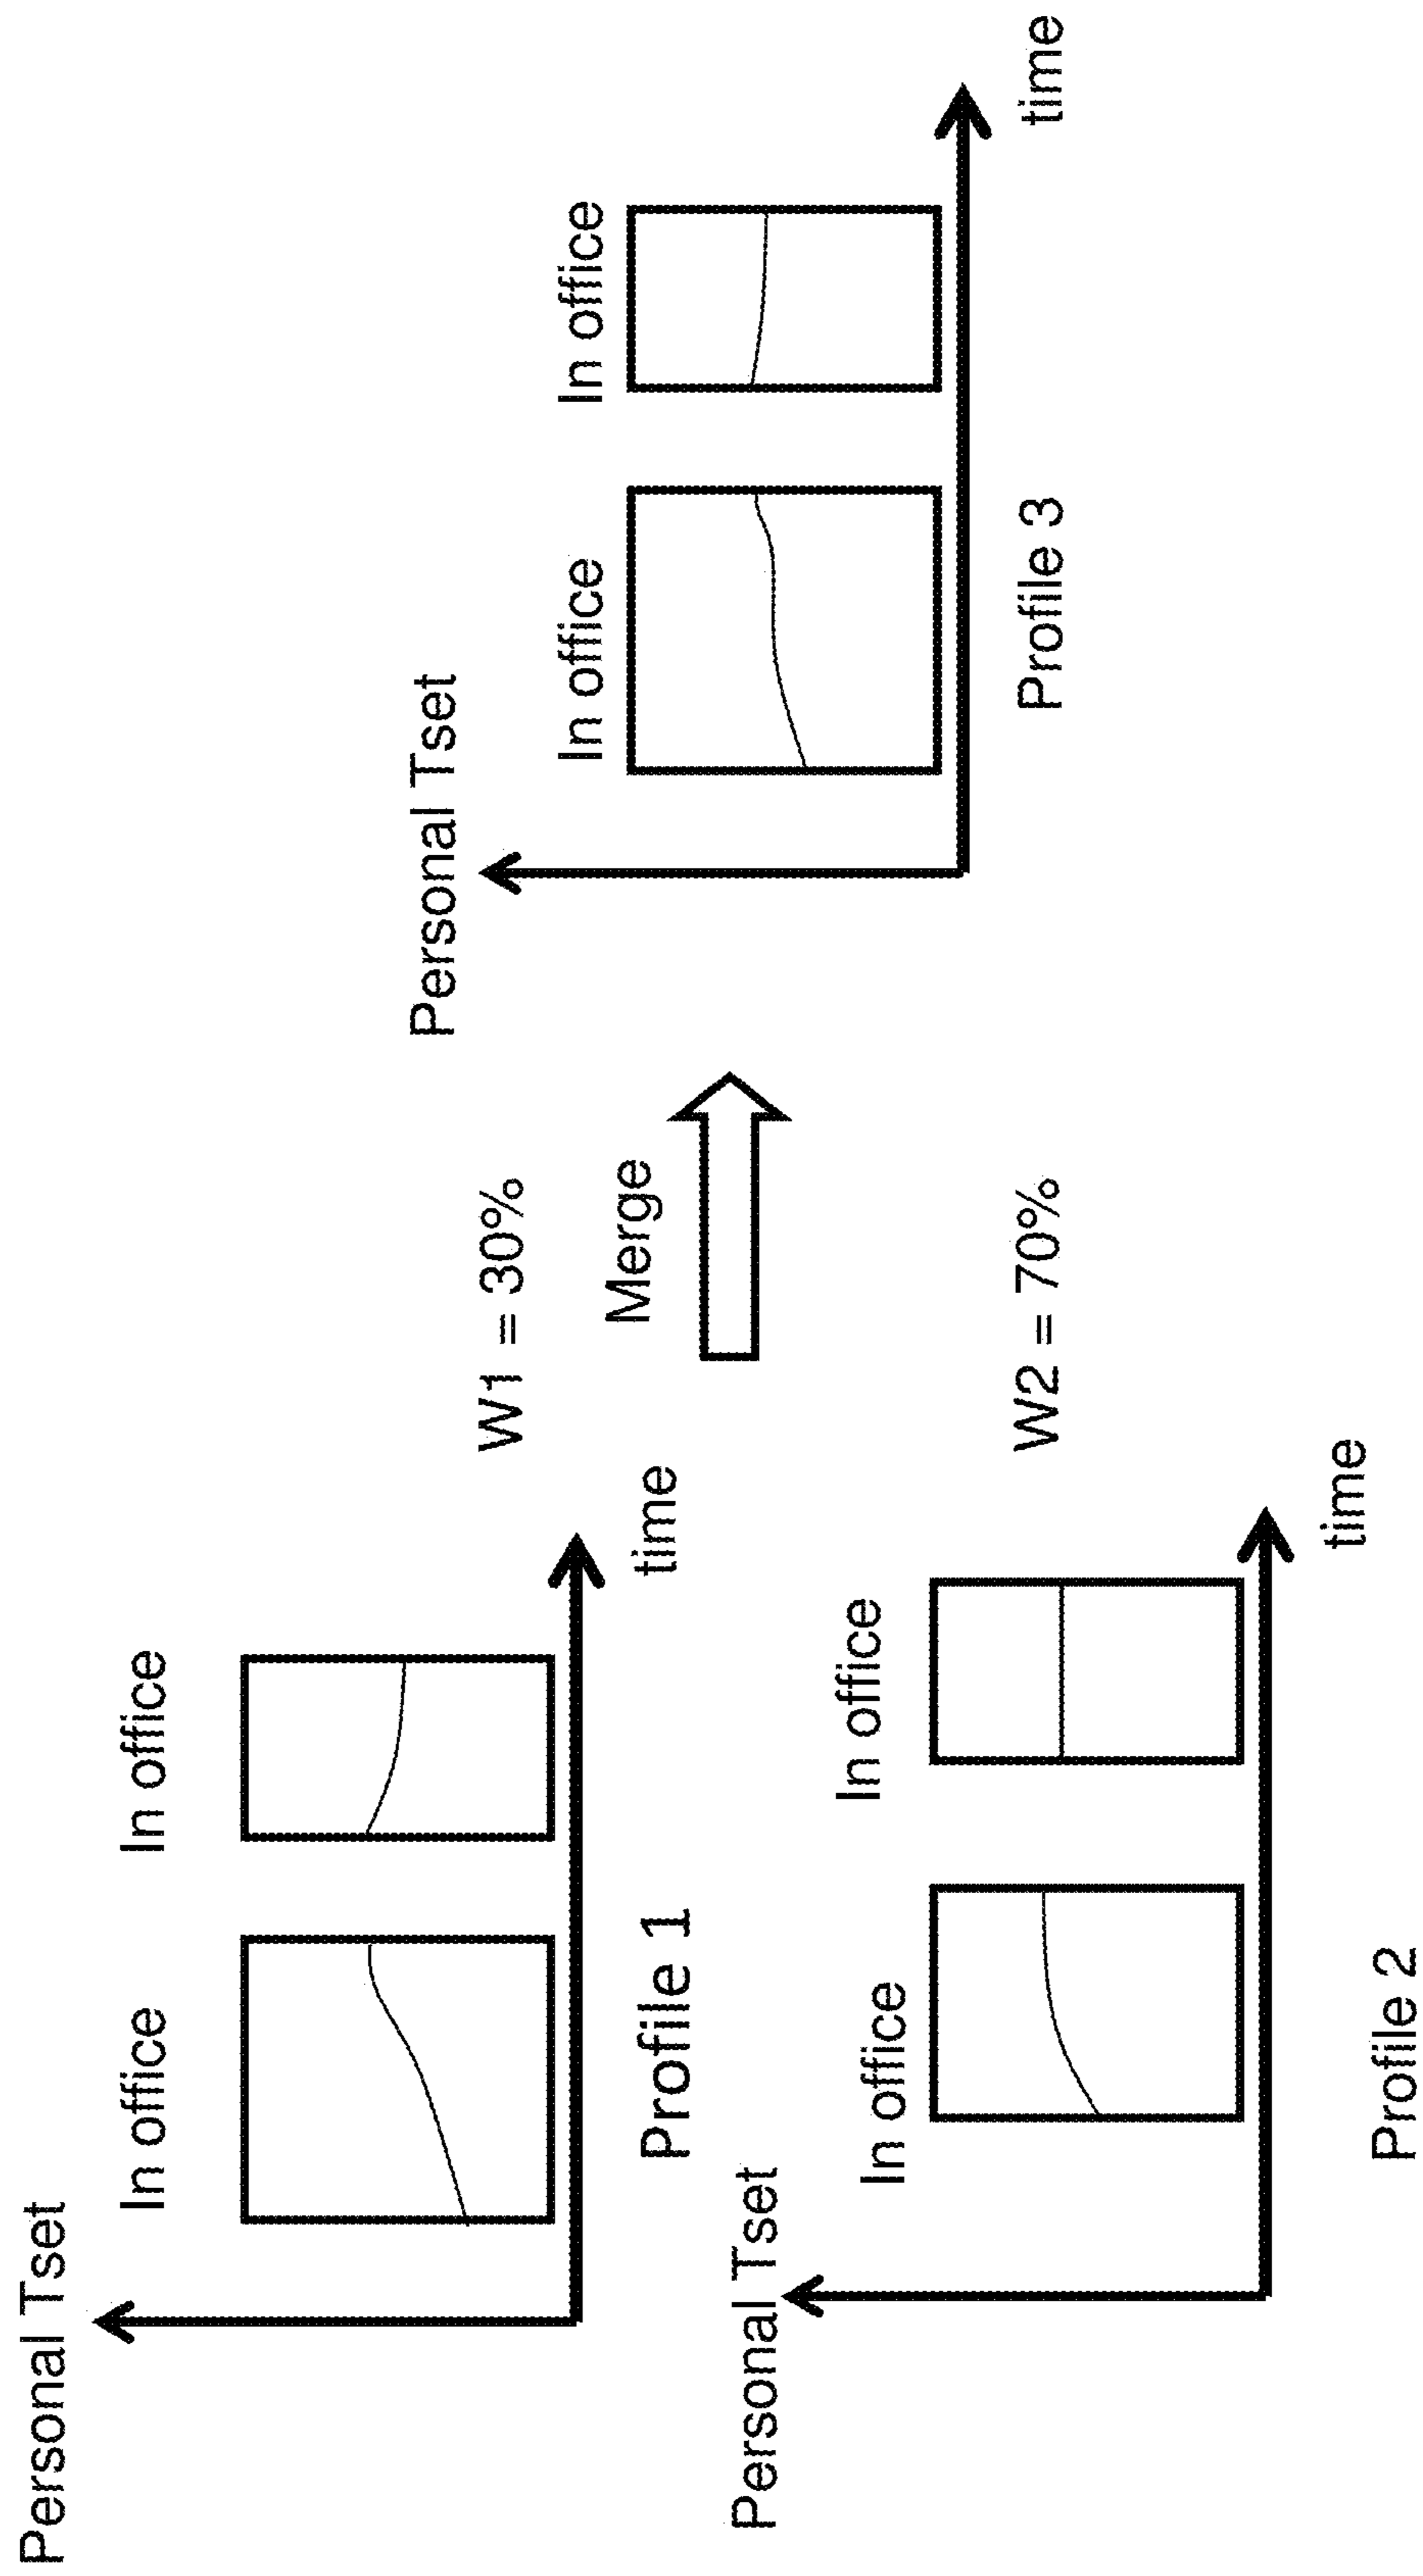 Personal Tset
In office
In office
time
Profile 1
Personal Tset
In office
In office
time
Profile 2
W1 = 30%
Merge
W2 = 70%
Personal Tset
In office
In office
time
Profile 3